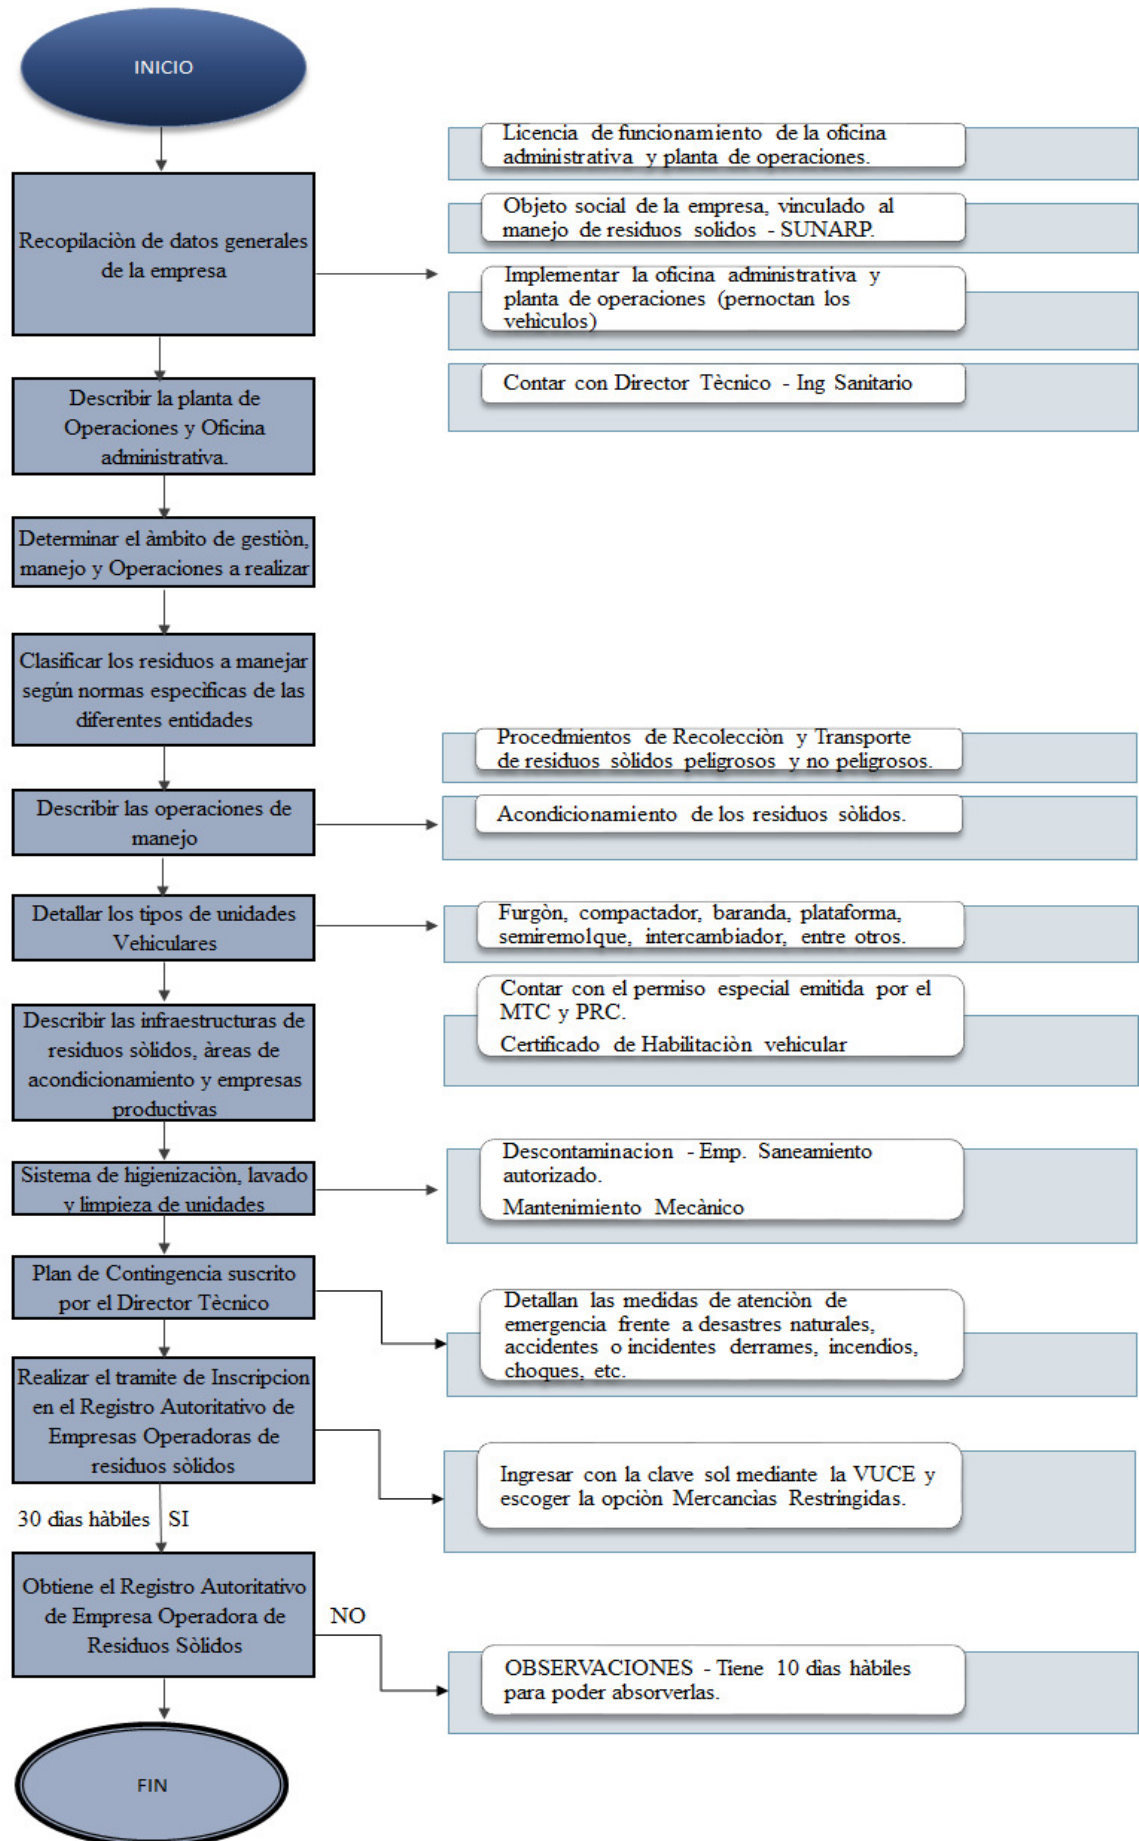 INICIO
Recopilaciòn de datos generales
de la empresa
Licencia de funcionamiento de la oficina
administrativa y planta de operaciones.
Objeto social de la empresa, vinculado al
manejo de residuos solidos - SUNARP.
Implementar la oficina administrativa y
planta de operaciones (pernoctan los
vehìculos)
Contar con Director Tècnico - Ing Sanitario
Describir la planta de
Operaciones y Oficina
administrativa.
Determinar el àmbito de gestiòn,
manejo y Operaciones a realizar
Clasificar los residuos a manejar
según normas especìficas de las
diferentes entidades
Describir las operaciones de
manejo
Procedmientos de Recolecciòn y Transporte
de residuos sòlidos peligrosos y no peligrosos.
Acondicionamiento de los residuos sòlidos.
Detallar los tipos de unidades
Vehiculares
Furgòn, compactador, baranda, plataforma,
semiremolque, intercambiador, entre otros.
Describir las infraestructuras de
residuos sòlidos, àreas de
acondicionamiento y empresas
productivas
Contar con el permiso especial emitida por el
MTC y PRC.
Certificado de Habilitaciòn vehicular
Sistema de higienizaciòn, lavado
y limpieza de unidades
Descontaminacion - Emp. Saneamiento
autorizado.
Mantenimiento Mecànico
Plan de Contingencia suscrito
por el Director Tècnico
Detallan las medidas de atenciòn de
emergencia frente a desastres naturales,
accidentes o incidentes derrames, incendios,
choques, etc.
Realizar el tramite de Inscripcion
en el Registro Autoritativo de
Empresas Operadoras de
residuos sòlidos
Ingresar con la clave sol mediante la VUCE y
escoger la opciòn Mercancìas Restringidas.
30 dìas hàbiles SI
Obtiene el Registro Autoritativo
de Empresa Operadora de
Residuos Sòlidos
NO
OBSERVACIONES - Tiene 10 dìas hàbiles
para poder absorverlas.
FIN